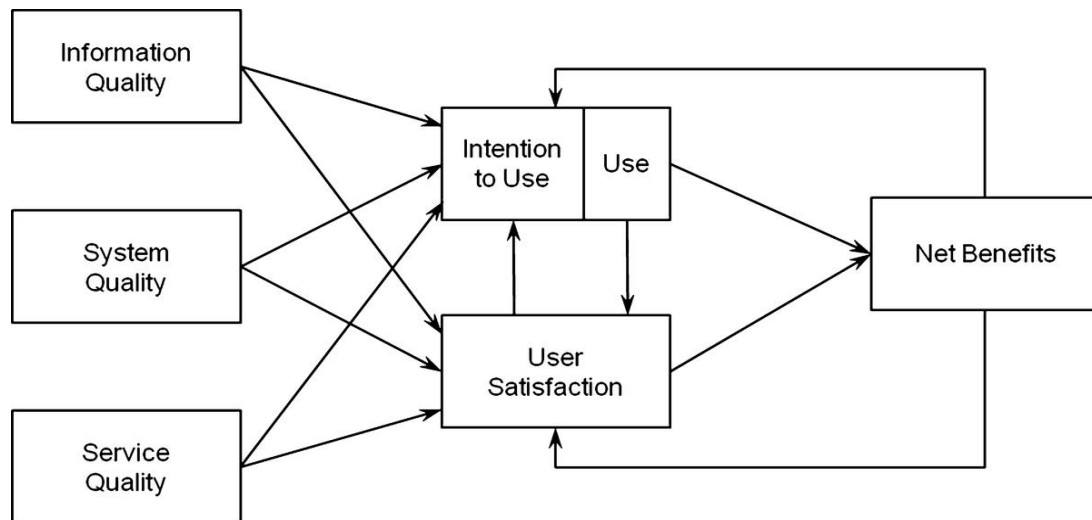 Information
Quality
System
Quality
Service
Quality
Intention
to Use
Use
User
Satisfaction
Net Benefits